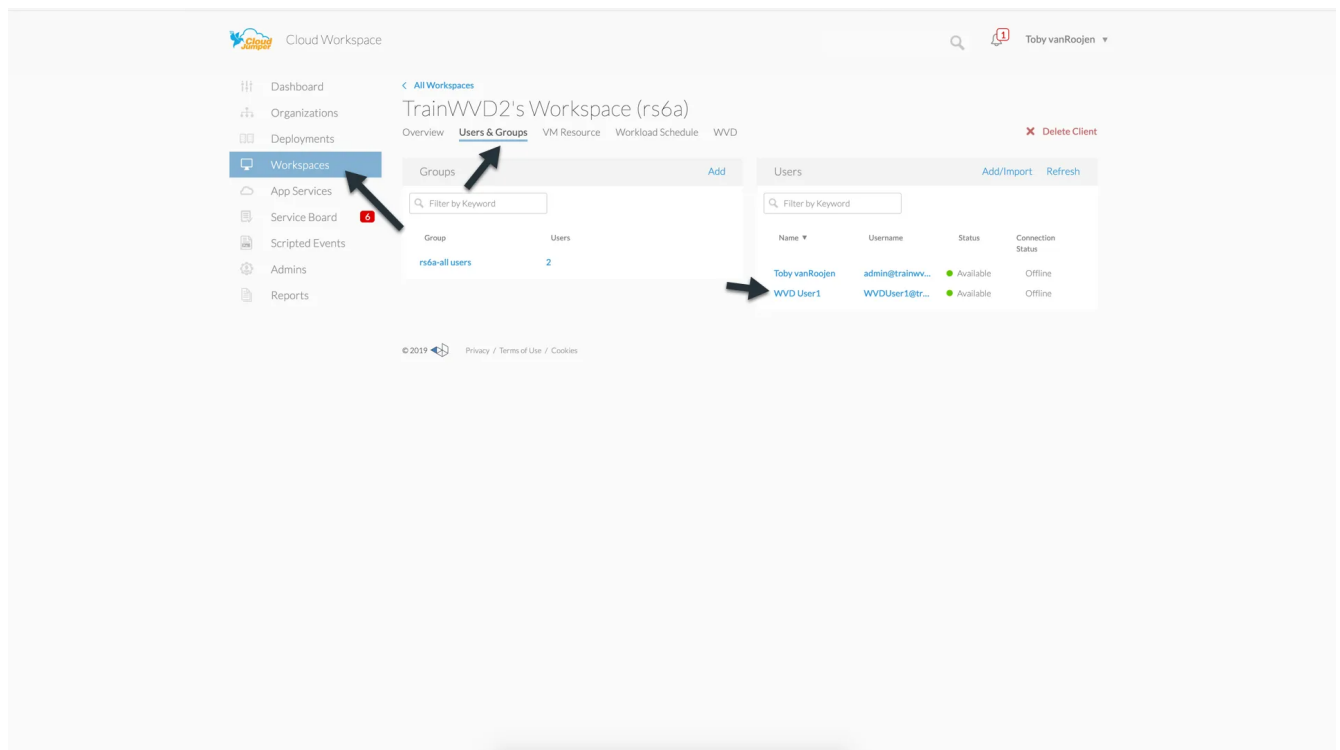 Cloud Jumper Cloud Workspace
1
Toby vanRoojen ▼
Dashboard
Organizations
Deployments
Workspaces
App Services
Service Board 6
Scripted Events
Admins
Reports
All Workspaces
TrainWVD2's Workspace (rs6a)
Overview Users & Groups VM Resource Workload Schedule WVD
Delete Client
Groups Add
Filter by Keyword
Group Users
rs6a-all users 2
Users Add/Import Refresh
Filter by Keyword
Name ▼ Username Status Connection Status
Toby vanRoojen admin@trainwv... Available Offline
WVD User1 WVDUser1@tr... Available Offline
© 2019 Privacy / Terms of Use / Cookies